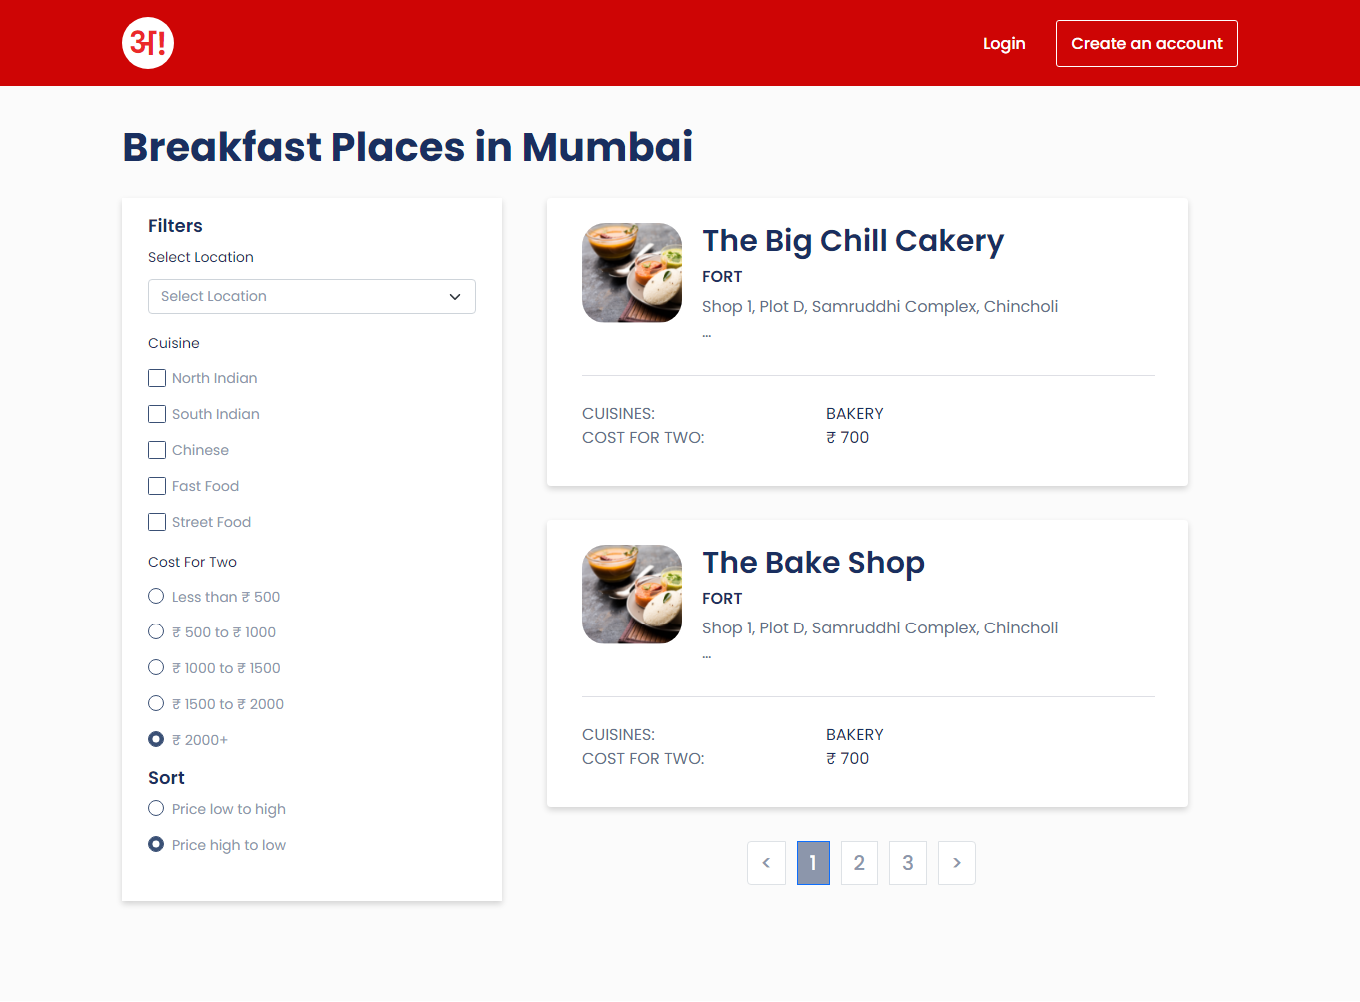 अ!
Login
Create an account
Breakfast Places in Mumbai
Filters
Select Location
Select Location
Cuisine
North Indian
South Indian
Chinese
Fast Food
Street Food
Cost For Two
Less than ₹ 500
₹ 500 to ₹ 1000
₹ 1000 to ₹ 1500
₹ 1500 to ₹ 2000
₹ 2000+
Sort
Price low to high
Price high to low
The Big Chill Cakery
FORT
Shop 1, Plot D, Samruddhi Complex, Chincholi
...
CUISINES: BAKERY
COST FOR TWO: ₹ 700
The Bake Shop
FORT
Shop 1, Plot D, Samruddhi Complex, Chincholi
...
CUISINES: BAKERY
COST FOR TWO: ₹ 700
< 1 2 3 >